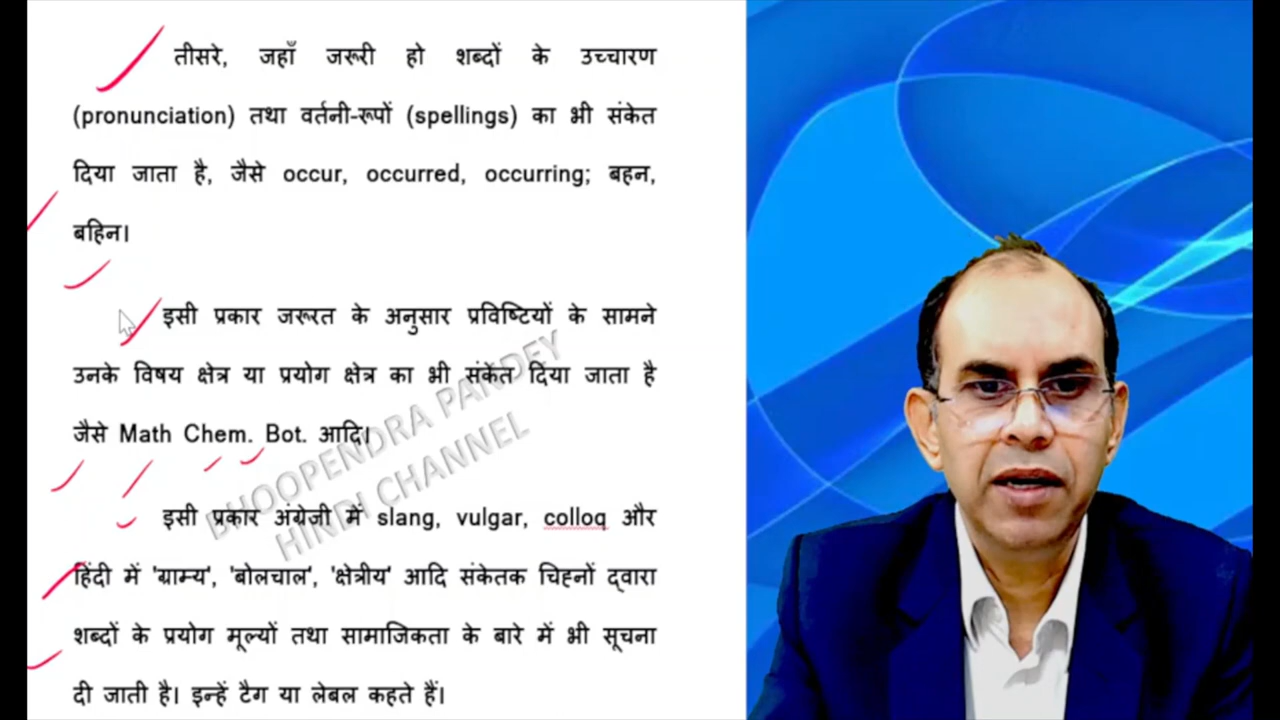 तीसरे, जहाँ जरूरी हो शब्दों के उच्चारण
(pronunciation) तथा वर्तनी-रूपों (spellings) का भी संकेत
दिया जाता है, जैसे occur, occurred, occurring; बहन,
बहिन।
इसी प्रकार जरूरत के अनुसार प्रविष्टियों के सामने
उनके विषय क्षेत्र या प्रयोग क्षेत्र का भी संकेत दिया जाता है
जैसे Math Chem. Bot. आदि।
इसी प्रकार अंग्रेजी में slang, vulgar, colloq और
हिंदी में 'ग्राम्य', 'बोलचाल', 'क्षेत्रीय' आदि संकेतक चिह्नों द्वारा
शब्दों के प्रयोग मूल्यों तथा सामाजिकता के बारे में भी सूचना
दी जाती है। इन्हें टैग या लेबल कहते हैं।
BHOOPENDRA PANDEY
HINDI CHANNEL